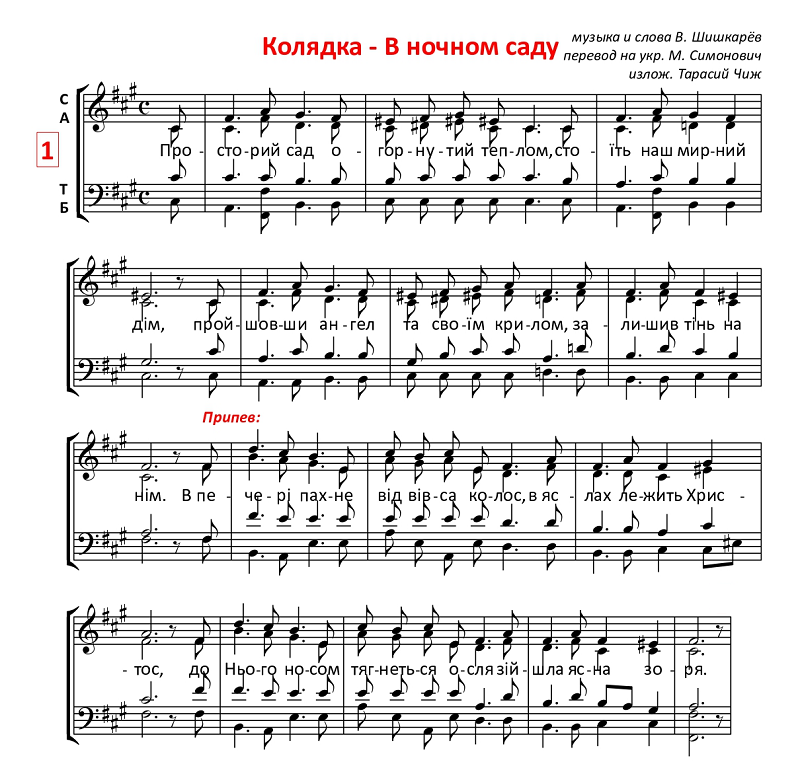 Колядка - В ночном саду
музыка и слова В. Шишкарёв
перевод на укр. М. Симонович
излож. Тарасий Чиж
С
А
1
Про - сто-рий сад о - гор-ну-тий теп-лом,сто - їть наш мир-ний
Т
Б
дім, прой-шов-ши ан-гел та сво-їм кри-лом, за - ли-шив тінь на
Припев:
нім. В пе - че-рі пах-не від вів-са ко-лос,в яс-лах ле-жить Хрис -
- тос, до Ньо-го но-сом тяг-неть-ся о-сля зій-шла яс-на зо-ря.